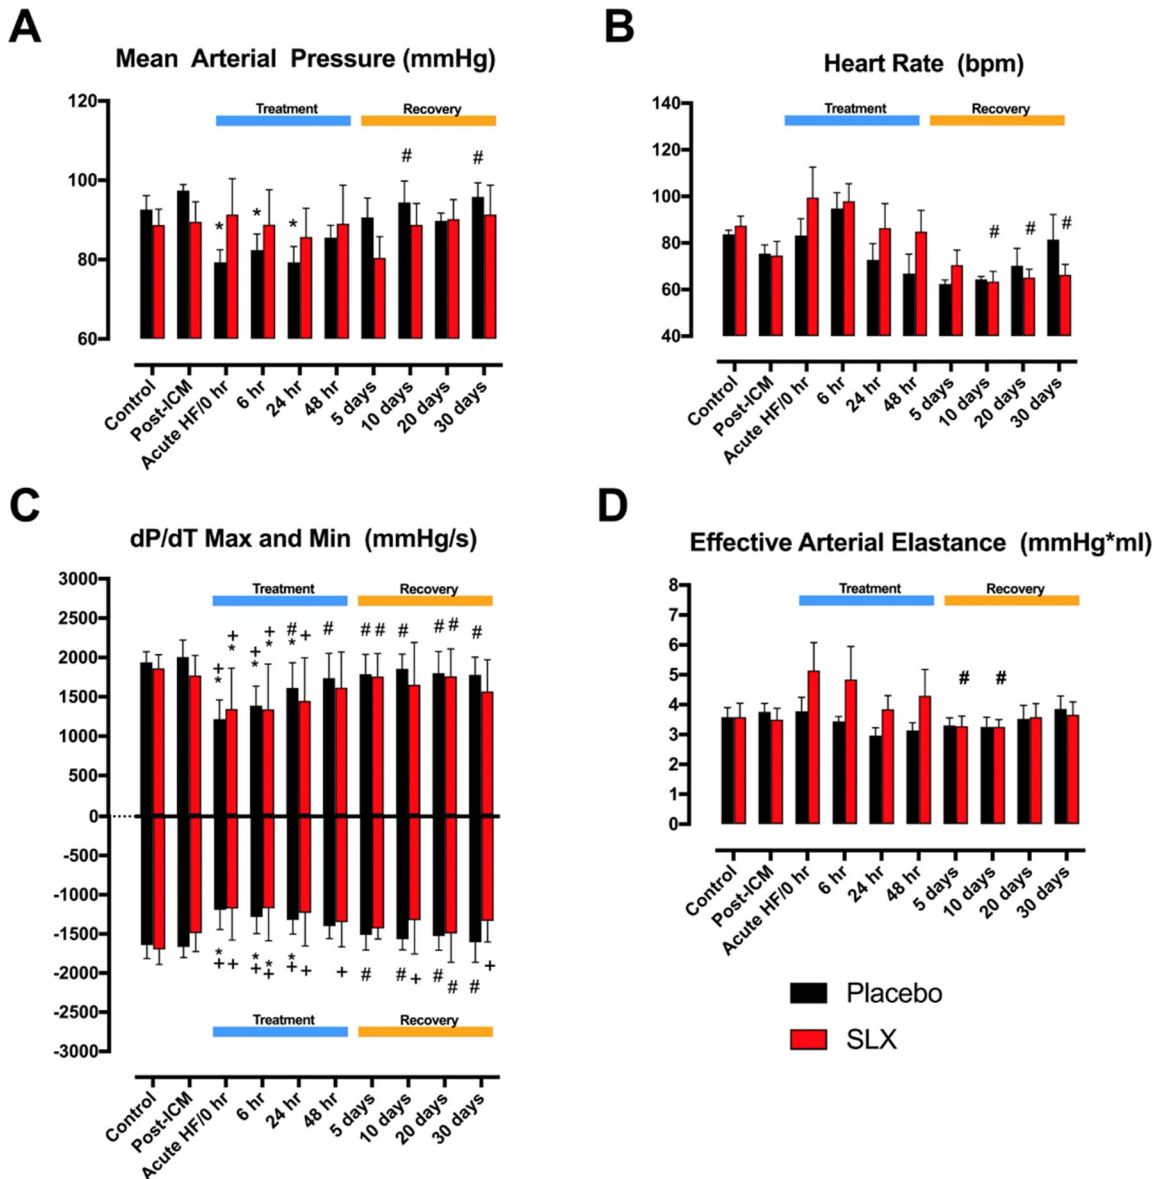 A
Mean Arterial Pressure (mmHg)
Treatment
Recovery
120
100
80
60
*
*
*
#
#
Control
Post-ICM
Acute HF/0 hr
6 hr
24 hr
48 hr
5 days
10 days
20 days
30 days
B
Heart Rate (bpm)
Treatment
Recovery
140
120
100
80
60
40
#
#
#
Control
Post-ICM
Acute HF/0 hr
6 hr
24 hr
48 hr
5 days
10 days
20 days
30 days
C
dP/dT Max and Min (mmHg/s)
Treatment
Recovery
3000
2500
2000
1500
1000
500
0
-500
-1000
-1500
-2000
-2500
-3000
+ + + + # + # # # # # # #
* * * * *
* * * *
+ + + + + + + # # + # # # +
Treatment
Recovery
Control
Post-ICM
Acute HF/0 hr
6 hr
24 hr
48 hr
5 days
10 days
20 days
30 days
D
Effective Arterial Elastance (mmHg*ml)
Treatment
Recovery
8
7
6
5
4
3
2
1
0
#
#
Control
Post-ICM
Acute HF/0 hr
6 hr
24 hr
48 hr
5 days
10 days
20 days
30 days
Placebo
SLX